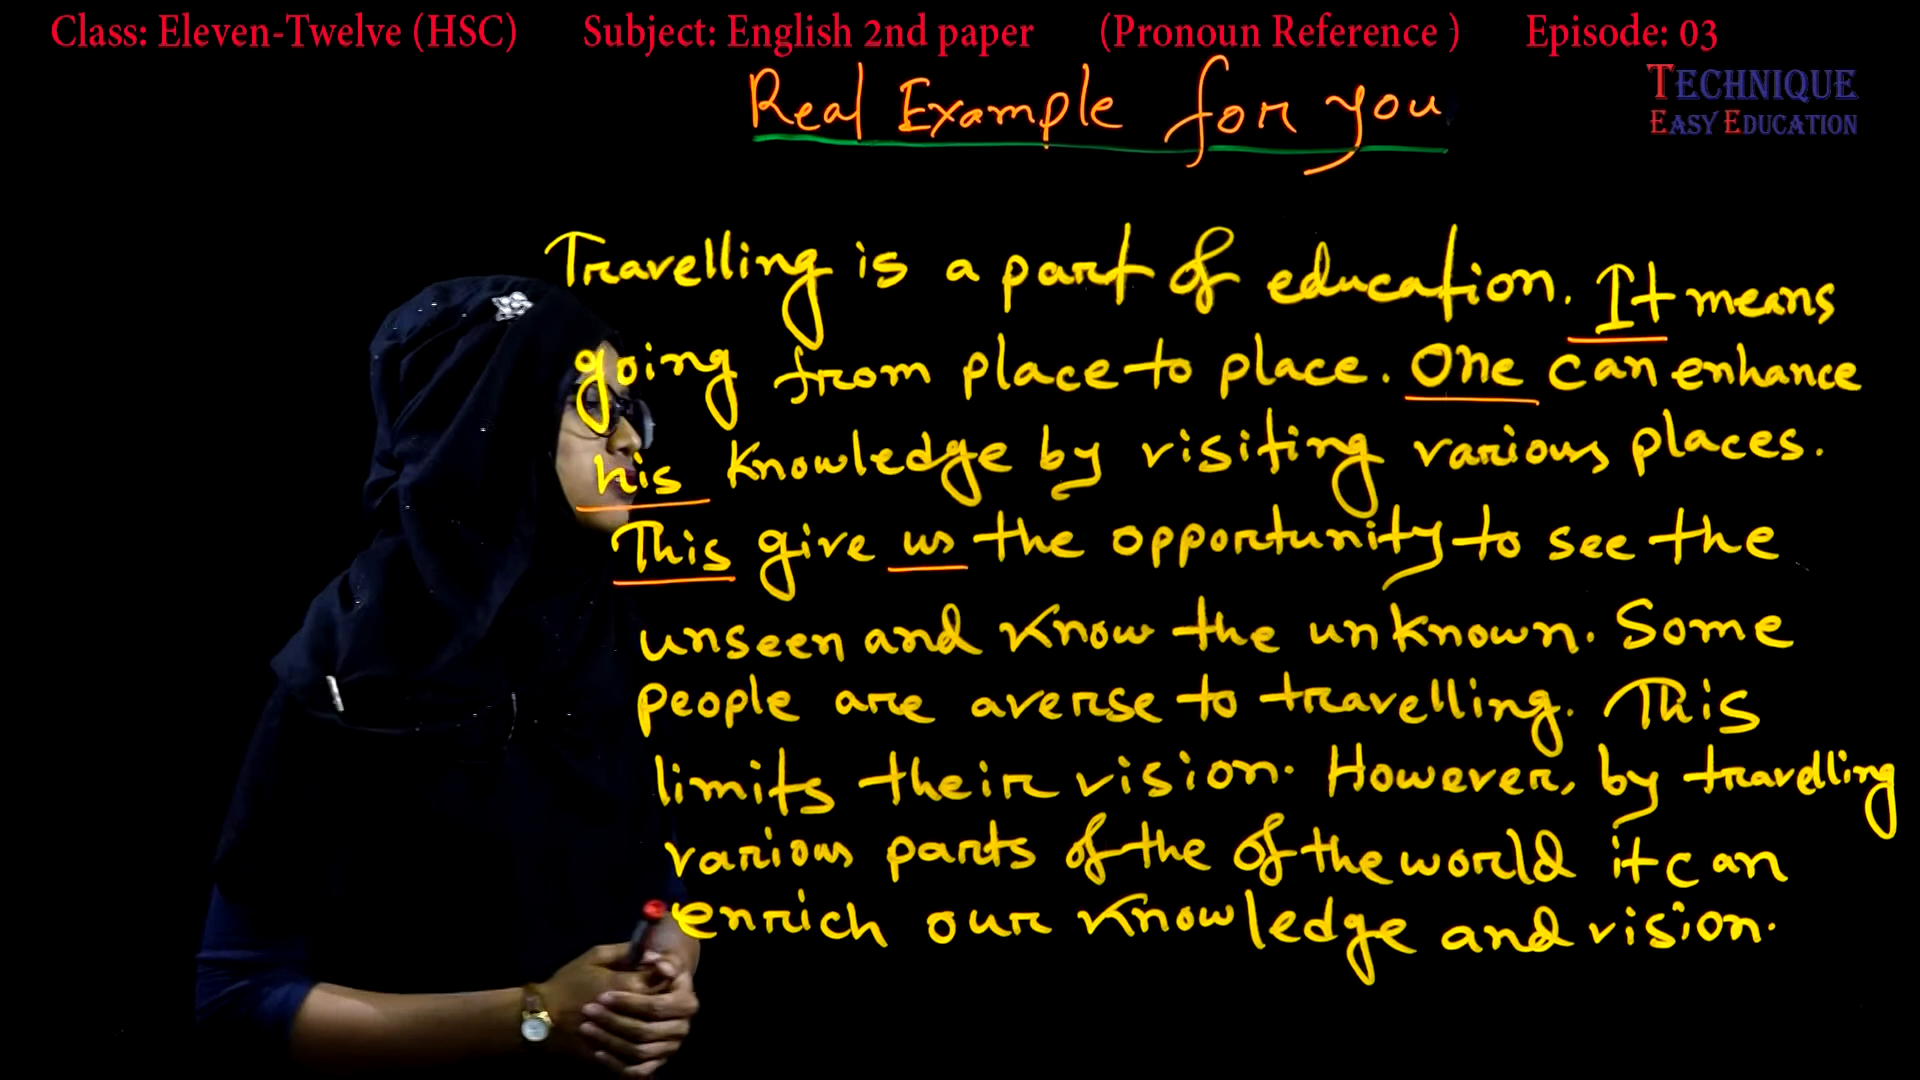 Class: Eleven-Twelve (HSC) Subject: English 2nd paper (Pronoun Reference ) Episode: 03
TECHNIQUE
EASY EDUCATION
Real Example for you
Travelling is a part of education. It means
going from place to place. One can enhance
his knowledge by visiting various places.
This give us the opportunity to see the
unseen and know the unknown. Some
people are averse to travelling. This
limits their vision. However, by travelling
various parts of the of the world it can
enrich our knowledge and vision.